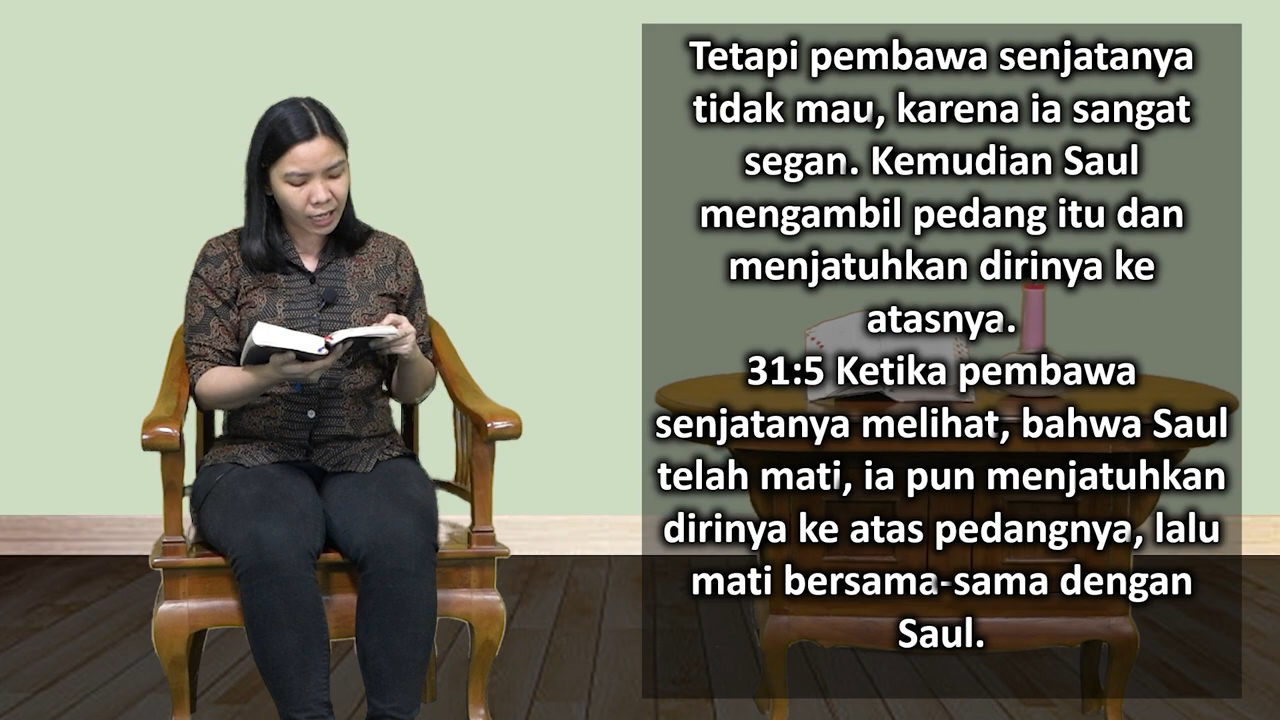 Tetapi pembawa senjatanya
tidak mau, karena ia sangat
segan. Kemudian Saul
mengambil pedang itu dan
menjatuhkan dirinya ke
atasnya.
31:5 Ketika pembawa
senjatanya melihat, bahwa Saul
telah mati, ia pun menjatuhkan
dirinya ke atas pedangnya, lalu
mati bersama-sama dengan
Saul.